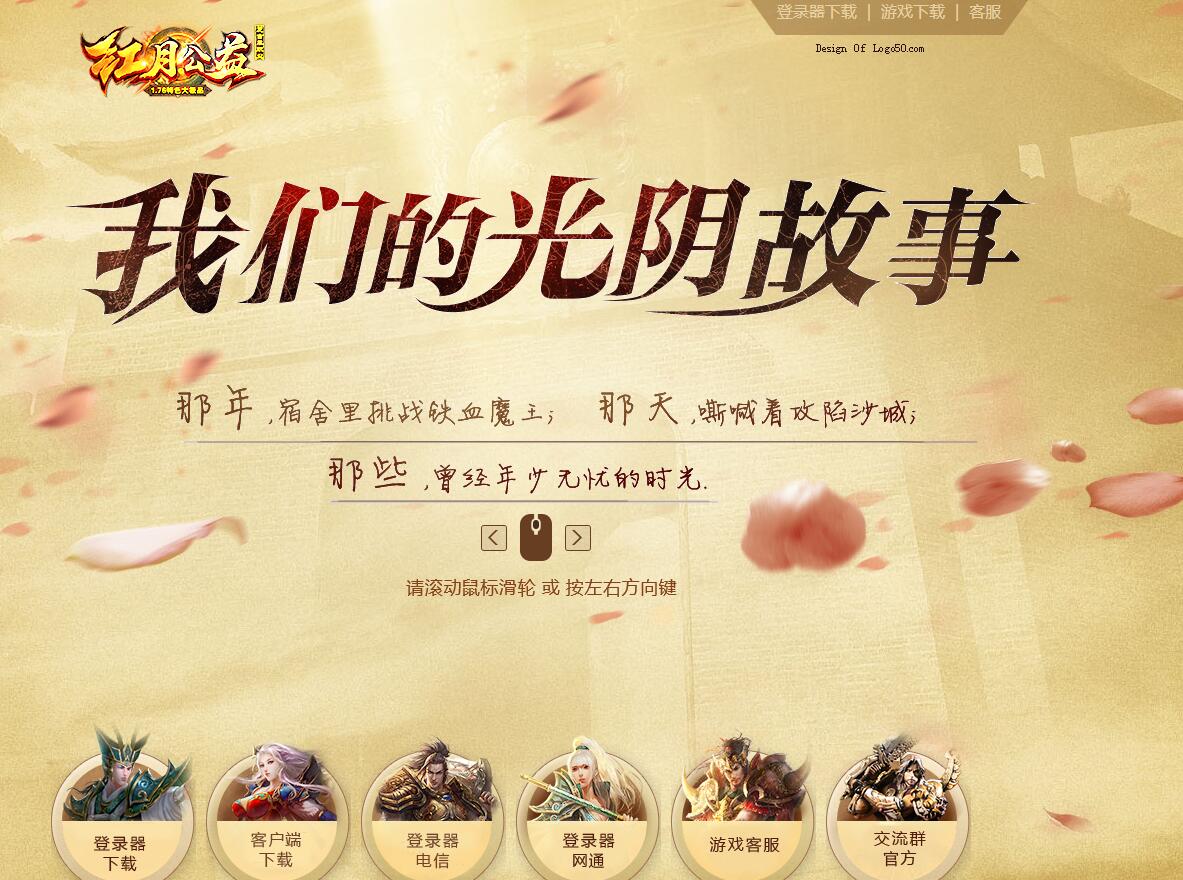 登录器下载 | 游戏下载 | 客服
Design Of Logo50.com
红月公益
1.76特色大极品
我们的光阴故事
那年,宿舍里挑战铁血魔王; 那天,嘶喊着攻陷沙城;
那些,曾经年少无忧的时光.
请滚动鼠标滑轮 或 按左右方向键
登录器
下载
客户端
下载
登录器
电信
登录器
网通
游戏客服
交流群
官方